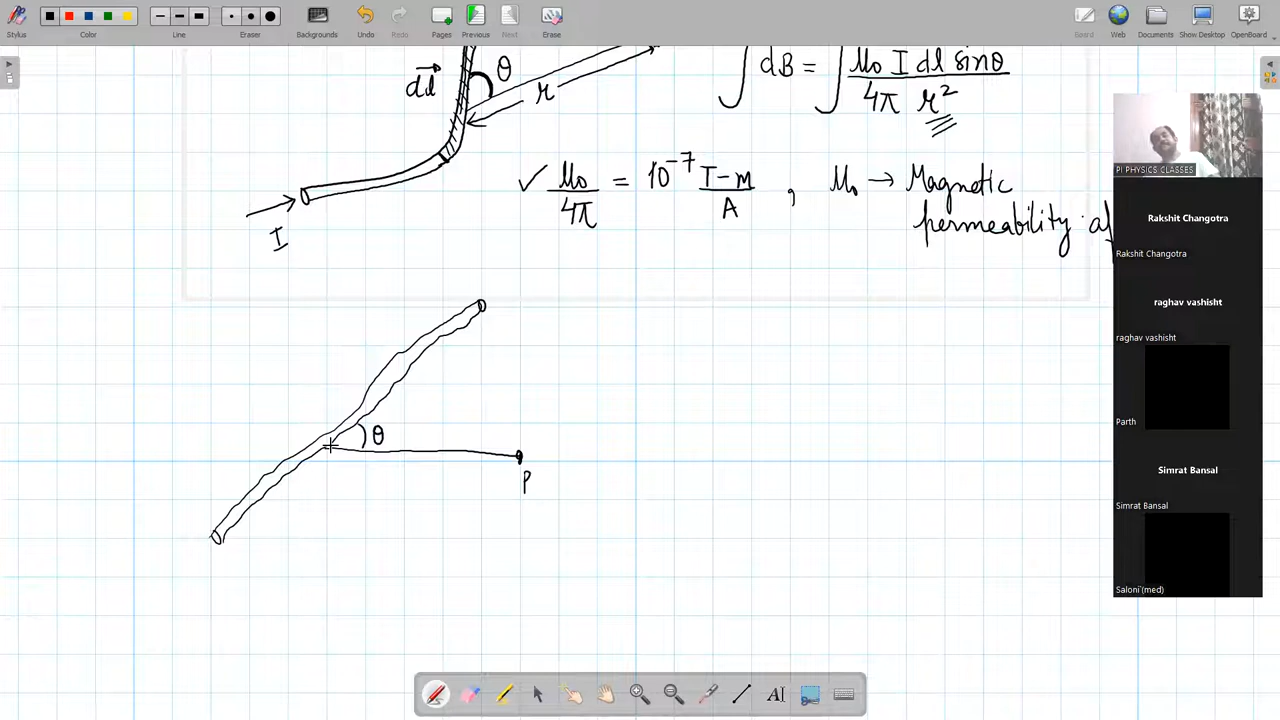 Stylus Color Line Eraser Backgrounds Undo Redo Pages Previous Next Erase Board Web Documents Show Desktop OpenBoard
dl θ r
∫ dB = ∫ μ₀ I dl sinθ / 4π r²
✓ μ₀/4π = 10⁻⁷ T-m/A , μ₀ → Magnetic
permeability of
I
θ
P
PI PHYSICS CLASSES
Rakshit Changotra
Rakshit Changotra
raghav vashisht
raghav vashisht
Parth
Simrat Bansal
Simrat Bansal
Saloni(med)
AI